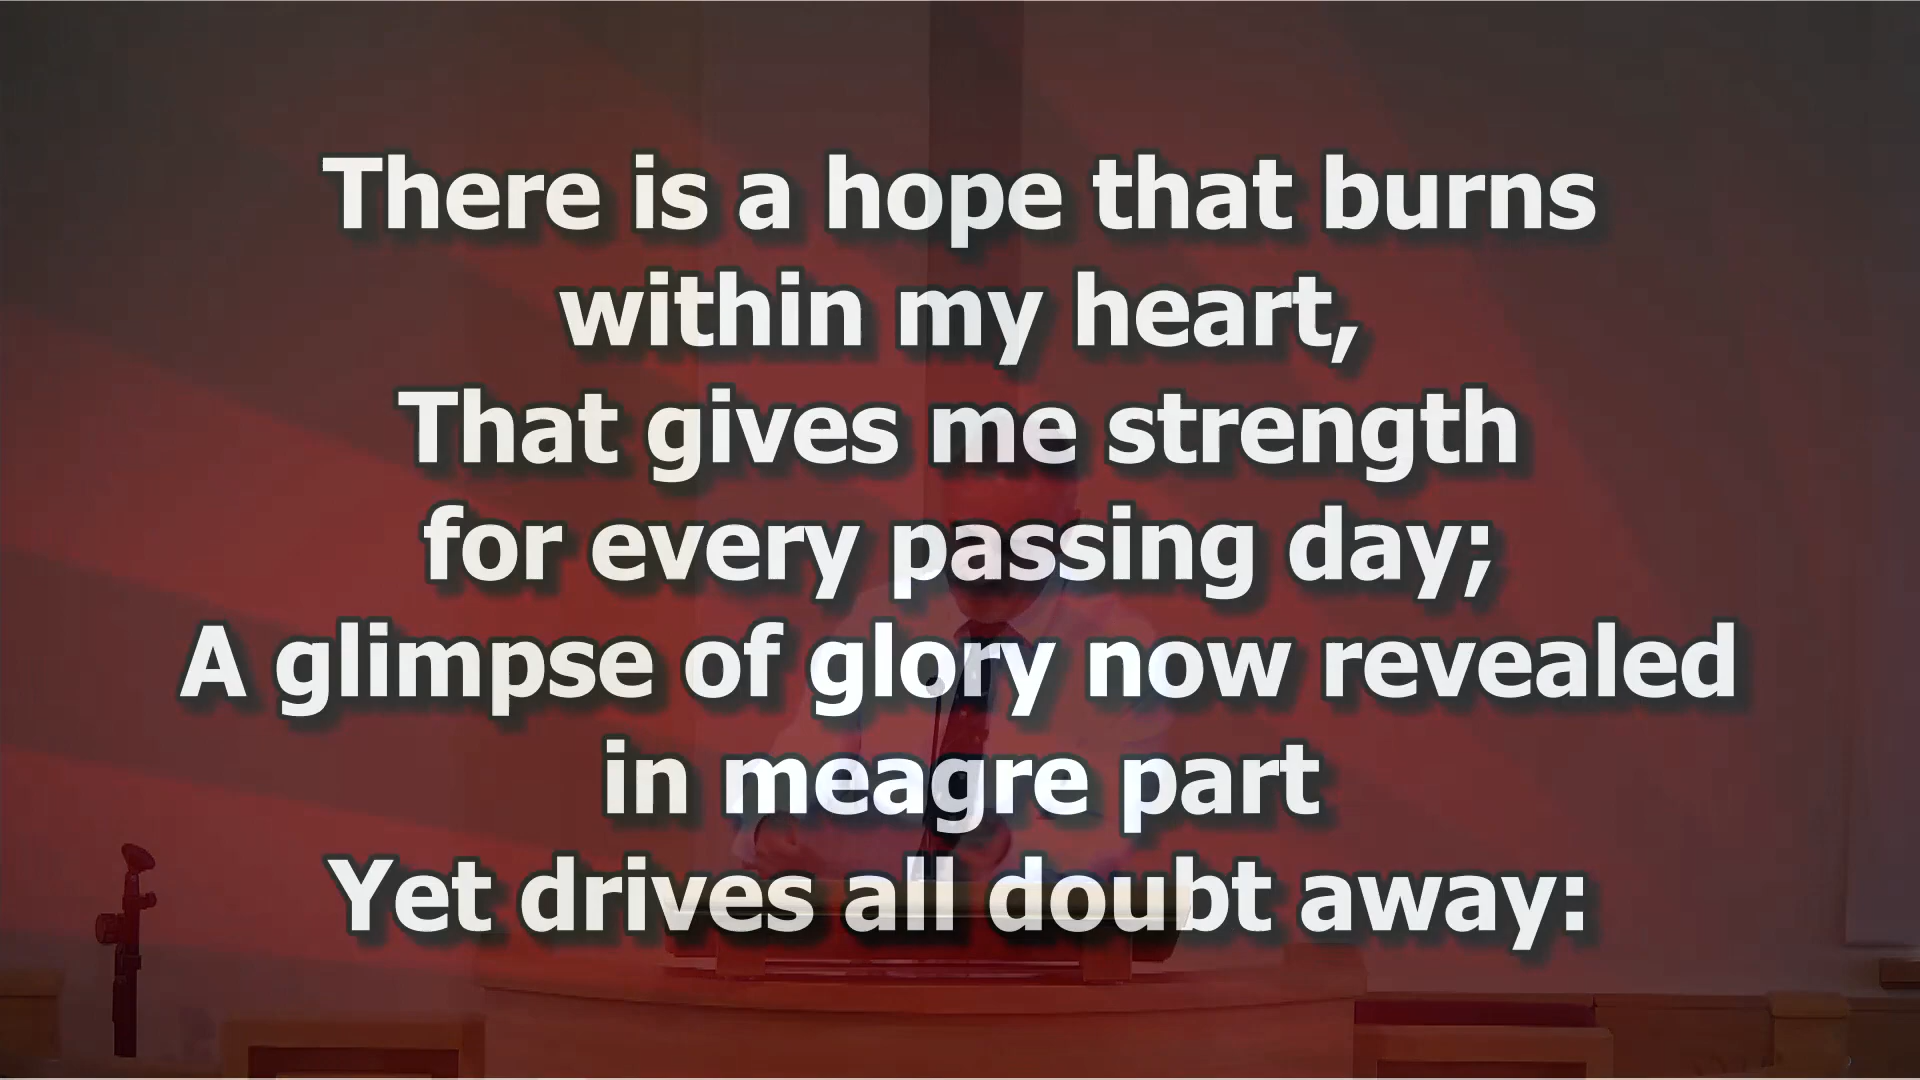 There is a hope that burns
within my heart,
That gives me strength
for every passing day;
A glimpse of glory now revealed
in meagre part
Yet drives all doubt away: